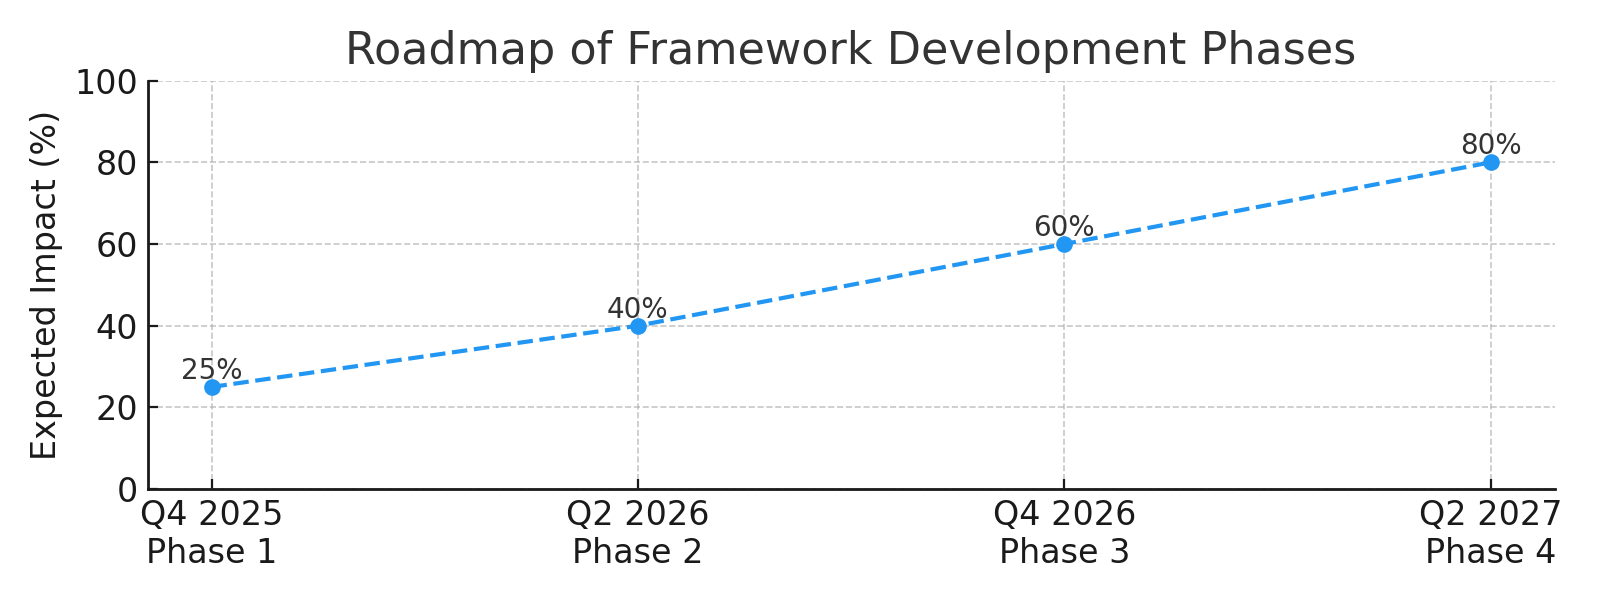 Roadmap of Framework Development Phases
Expected Impact (%)
100
80
60
40
20
0
25%
40%
60%
80%
Q4 2025
Phase 1
Q2 2026
Phase 2
Q4 2026
Phase 3
Q2 2027
Phase 4